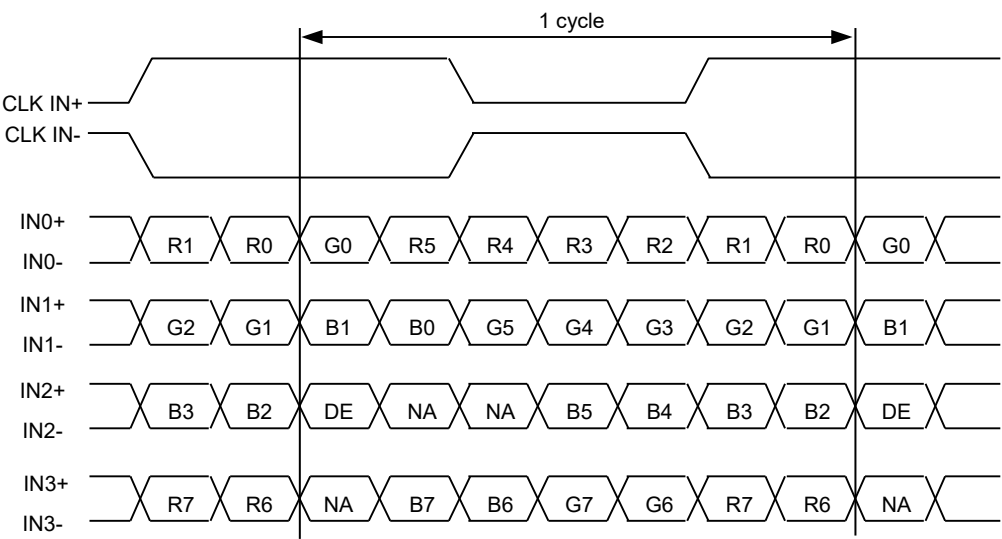 1 cycle
CLK IN+
CLK IN-
IN0+
R1 R0 G0 R5 R4 R3 R2 R1 R0 G0
IN0-
IN1+
G2 G1 B1 B0 G5 G4 G3 G2 G1 B1
IN1-
IN2+
B3 B2 DE NA NA B5 B4 B3 B2 DE
IN2-
IN3+
R7 R6 NA B7 B6 G7 G6 R7 R6 NA
IN3-